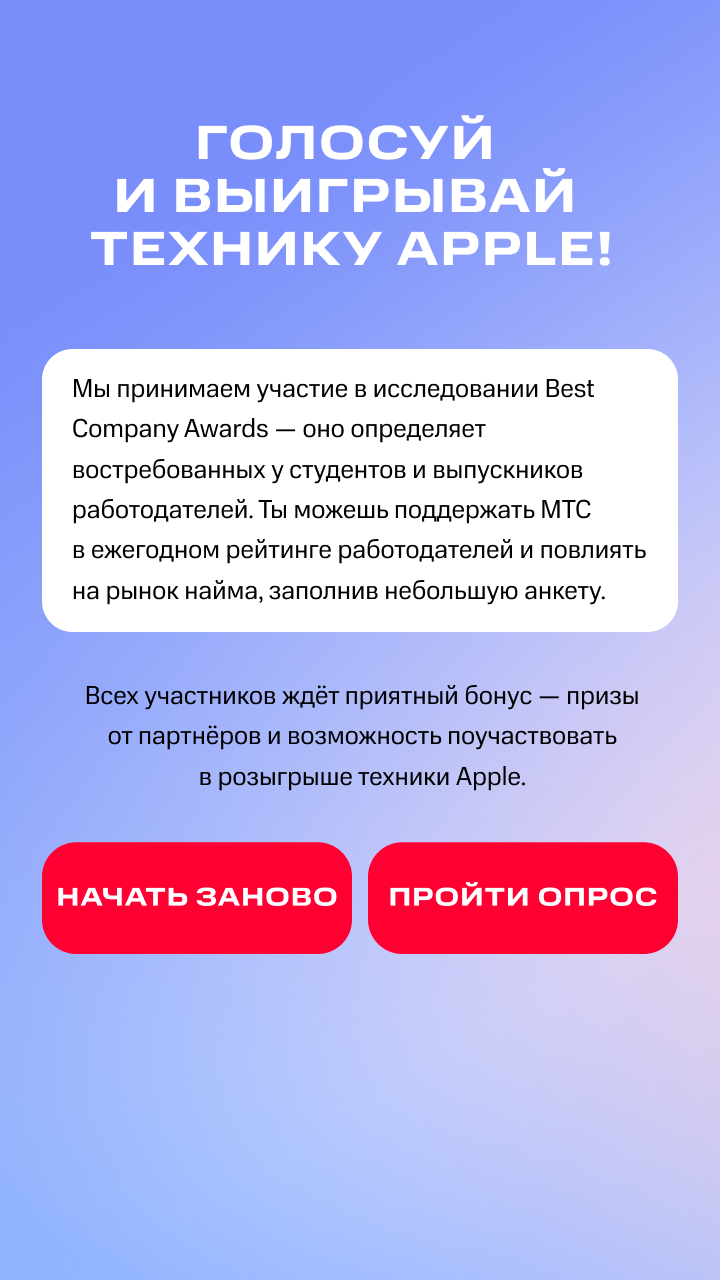 ГОЛОСУЙ
И ВЫИГРЫВАЙ
ТЕХНИКУ APPLE!
Мы принимаем участие в исследовании Best
Company Awards — оно определяет
востребованных у студентов и выпускников
работодателей. Ты можешь поддержать МТС
в ежегодном рейтинге работодателей и повлиять
на рынок найма, заполнив небольшую анкету.
Всех участников ждёт приятный бонус — призы
от партнёров и возможность поучаствовать
в розыгрыше техники Apple.
НАЧАТЬ ЗАНОВО
ПРОЙТИ ОПРОС